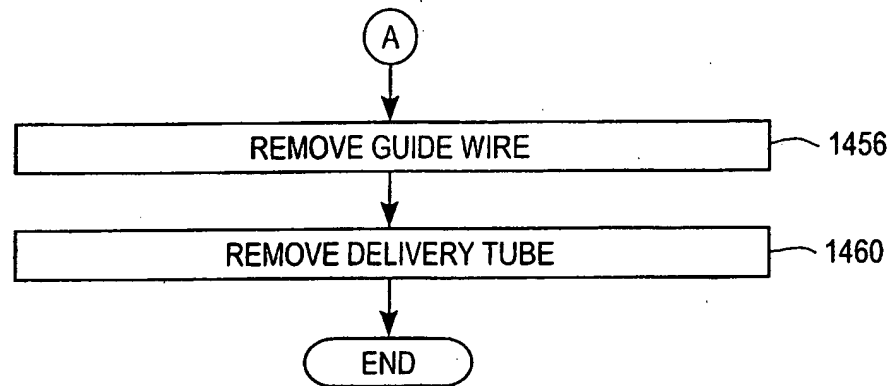 A
REMOVE GUIDE WIRE
1456
REMOVE DELIVERY TUBE
1460
END